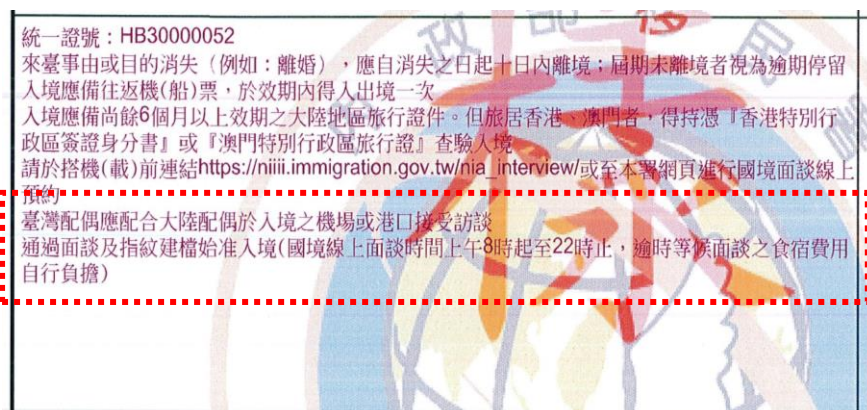 統一證號：HB30000052
來臺事由或目的消失（例如：離婚），應自消失之日起十日內離境；屆期未離境者視為逾期停留
入境應備往返機(船)票，於效期內得入出境一次
入境應備尚餘6個月以上效期之大陸地區旅行證件。但旅居香港、澳門者，得持憑『香港特別行
政區簽證身分書』或『澳門特別行政區旅行證』查驗入境
請於搭機(載)前連結https://niiii.immigration.gov.tw/nia_interview/或至本署網頁進行國境面談線上
預約
臺灣配偶應配合大陸配偶於入境之機場或港口接受訪談
通過面談及指紋建檔始准入境(國境線上面談時間上午8時起至22時止，逾時等候面談之食宿費用
自行負擔)